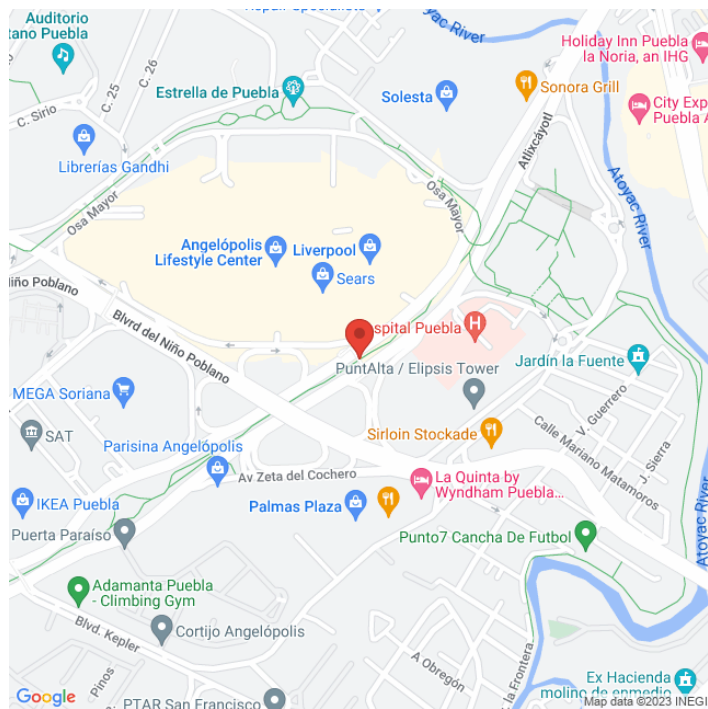 Repair Specialists
Auditorio
tano Puebla
C. 25
C. 26
Atoyac River
Holiday Inn Puebla
la Noria, an IHG
Estrella de Puebla
Solesta
Sonora Grill
City Exp
Puebla A
C. Sirio
Librerías Gandhi
Atlixcáyotl
Osa Mayor
Osa Mayor
Atoyac River
Angelópolis
Lifestyle Center
Liverpool
Sears
Niño Poblano
Blvrd del Niño Poblano
ospital Puebla
H
PuntAlta / Elipsis Tower
Jardín la Fuente
MEGA Soriana
V. Guerrero
Calle Mariano Matamoros
J. Sierra
SAT
Sirloin Stockade
Parisina Angelópolis
Av Zeta del Cochero
La Quinta by
Wyndham Puebla...
IKEA Puebla
Palmas Plaza
Atoyac River
Puerta Paraíso
Punto7 Cancha De Futbol
Adamanta Puebla
- Climbing Gym
Blvd. Kepler
Cortijo Angelópolis
A Obregón
la Frontera
Pinos
Ex Hacienda
molino de enmedio
Google
PTAR San Francisco
Map data ©2023 INEGI